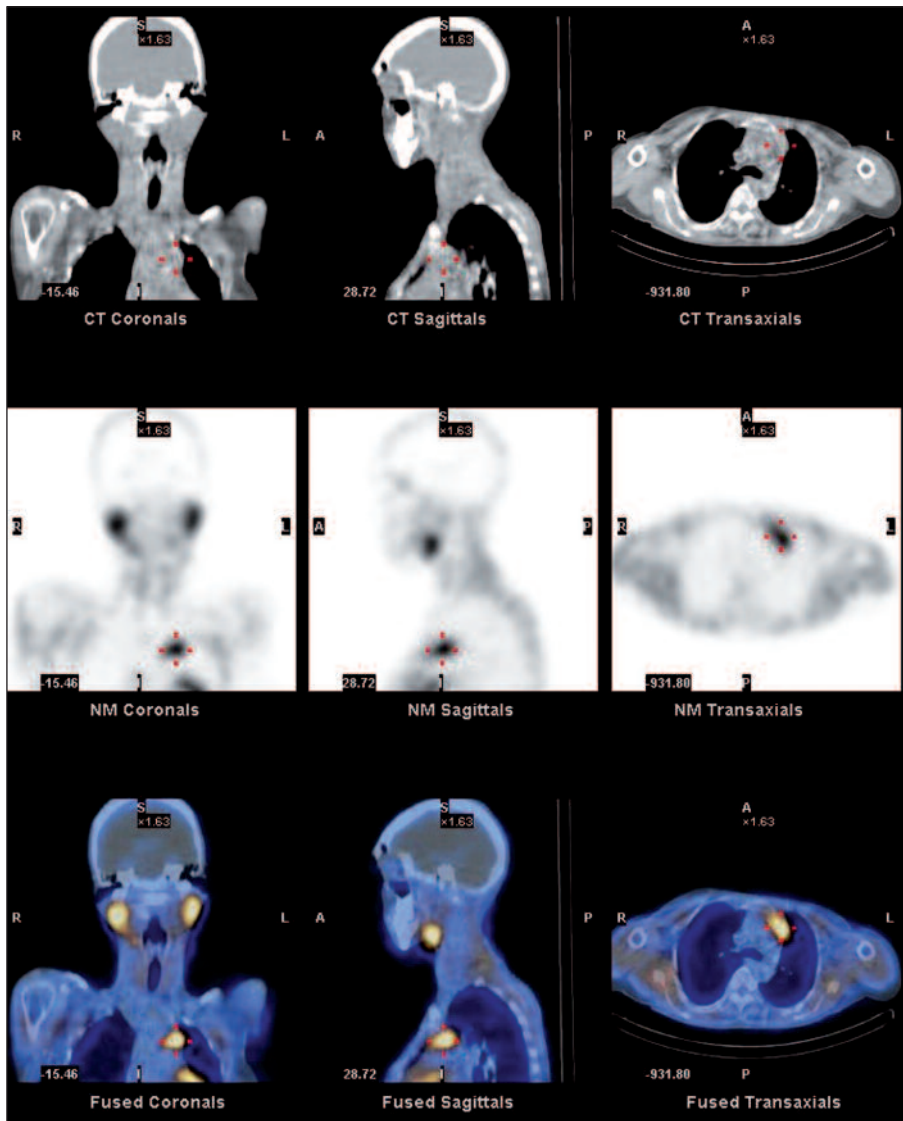 S S A
×1.63 ×1.63 ×1.63
R L A P R L
-15.46 I 28.72 I -931.80 P
CT Coronals CT Sagittals CT Transaxials
S S A
×1.63 ×1.63 ×1.63
R L A P R L
-15.46 I 28.72 I -931.80 P
NM Coronals NM Sagittals NM Transaxials
S S A
×1.63 ×1.63 ×1.63
R L A P R L
-15.46 I 28.72 I -931.80 P
Fused Coronals Fused Sagittals Fused Transaxials